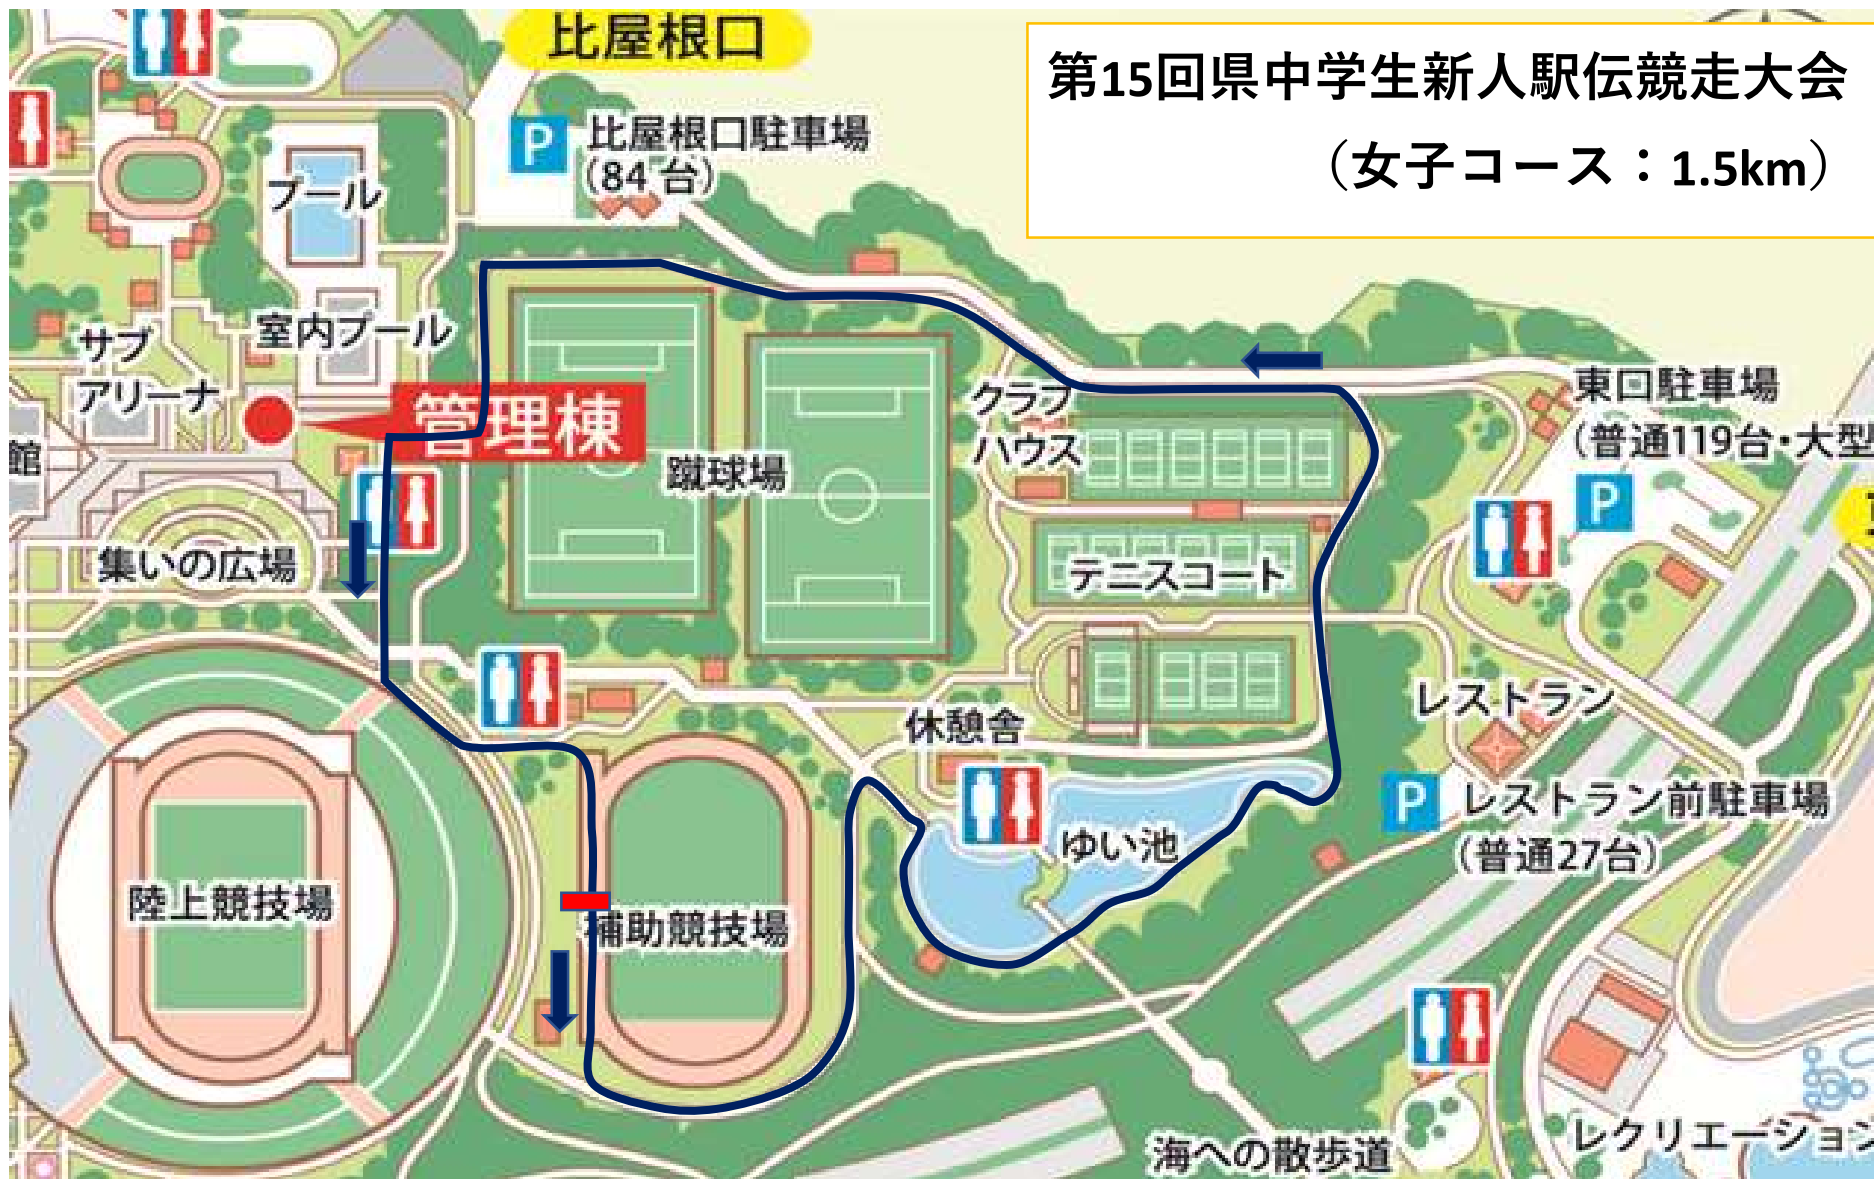 比屋根口
第15回県中学生新人駅伝競走大会
（女子コース：1.5km）
P
比屋根口駐車場
（84台）
プール
室内プール
サブ
アリーナ
管理棟
館
集いの広場
蹴球場
クラブ
ハウス
テニスコート
東口駐車場
（普通119台・大型
P
休憩舎
レストラン
P
レストラン前駐車場
（普通27台）
ゆい池
陸上競技場
補助競技場
海への散歩道
レクリエーション